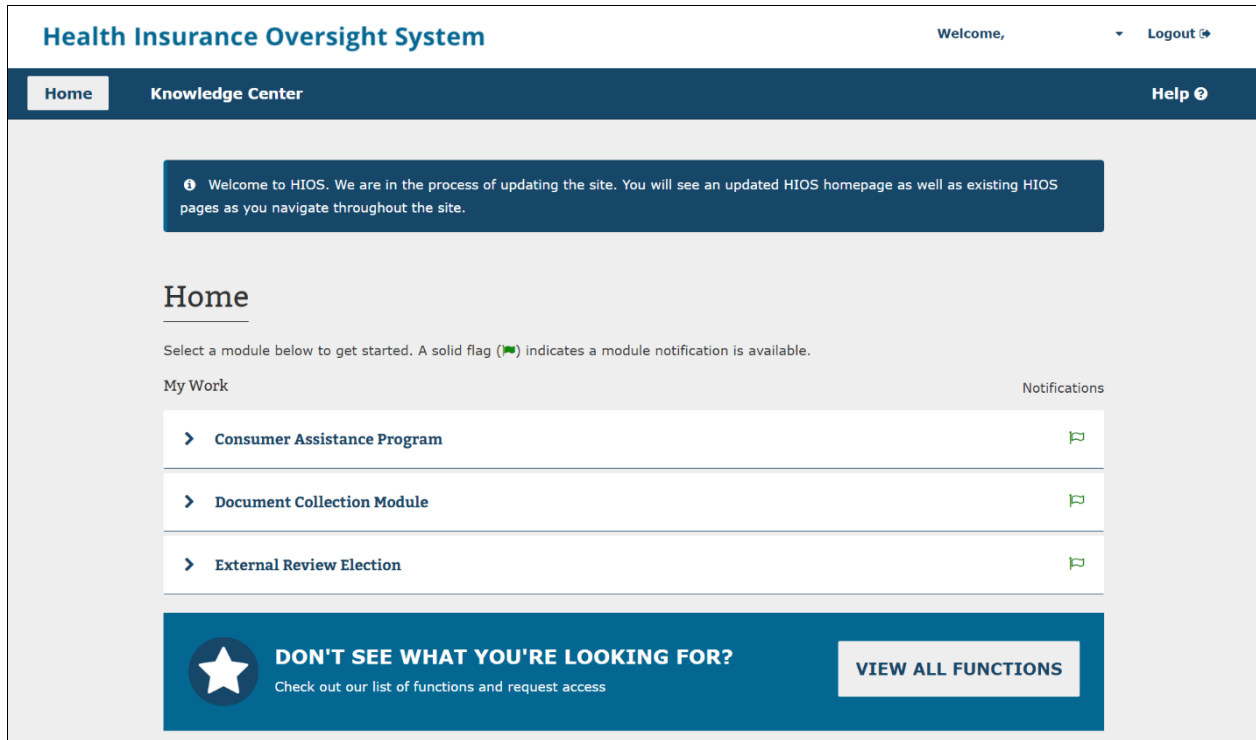 Health Insurance Oversight System
Welcome,
Logout
Home
Knowledge Center
Help
Welcome to HIOS. We are in the process of updating the site. You will see an updated HIOS homepage as well as existing HIOS
pages as you navigate throughout the site.
Home
Select a module below to get started. A solid flag ( ) indicates a module notification is available.
My Work
Notifications
Consumer Assistance Program
Document Collection Module
External Review Election
DON'T SEE WHAT YOU'RE LOOKING FOR?
Check out our list of functions and request access
VIEW ALL FUNCTIONS